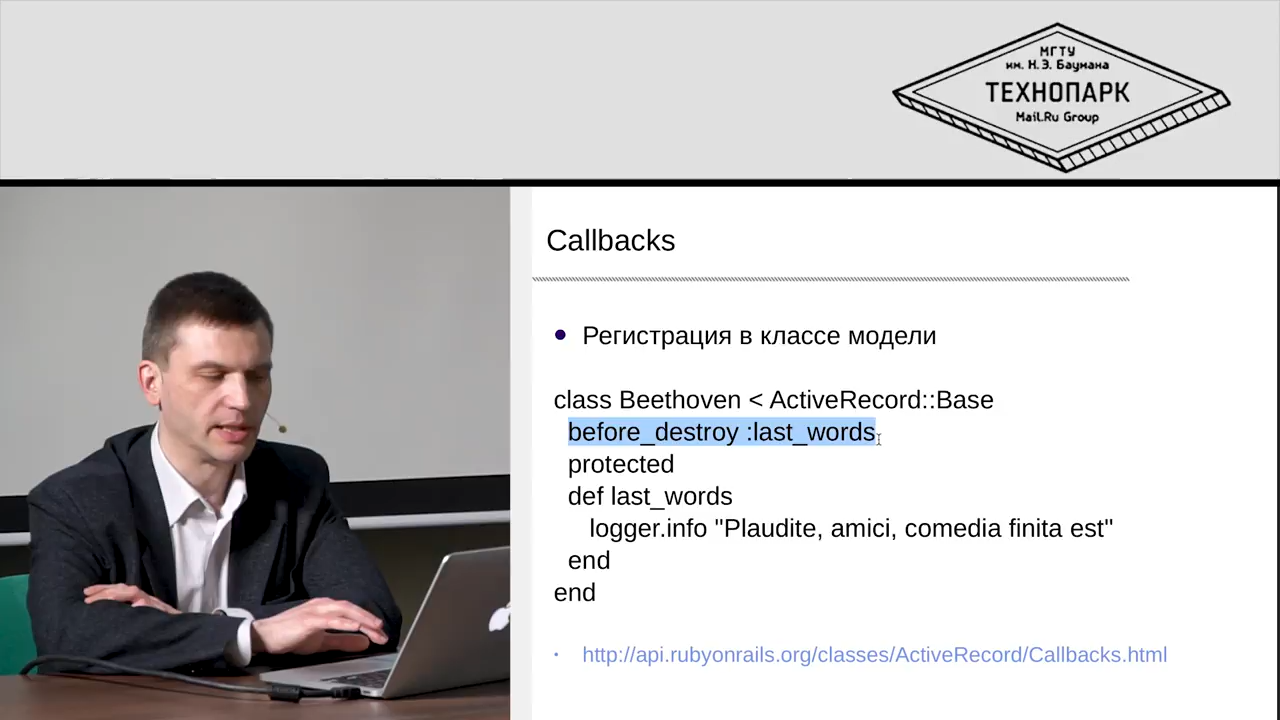 МГТУ
им. Н.Э. Баумана
ТЕХНОПАРК
Mail.Ru Group
Callbacks
Регистрация в классе модели
class Beethoven < ActiveRecord::Base
before_destroy :last_words
protected
def last_words
logger.info "Plaudite, amici, comedia finita est"
end
end
http://api.rubyonrails.org/classes/ActiveRecord/Callbacks.html